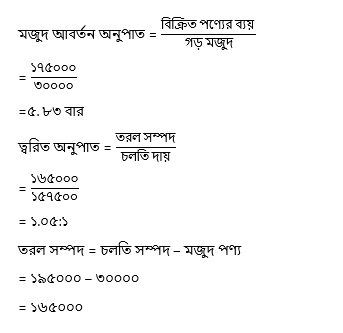 মজুদ আবর্তন অনুপাত = বিক্রিত পণ্যের ব্যয়
গড় মজুদ
= ১৭৫০০০
৩০০০০
=৫.৮৩ বার
ত্বরিত অনুপাত = তরল সম্পদ
চলতি দায়
= ১৬৫০০০
১৫৭৫০০
= ১.০৫:১
তরল সম্পদ = চলতি সম্পদ – মজুদ পণ্য
= ১৯৫০০০ – ৩০০০০
= ১৬৫০০০